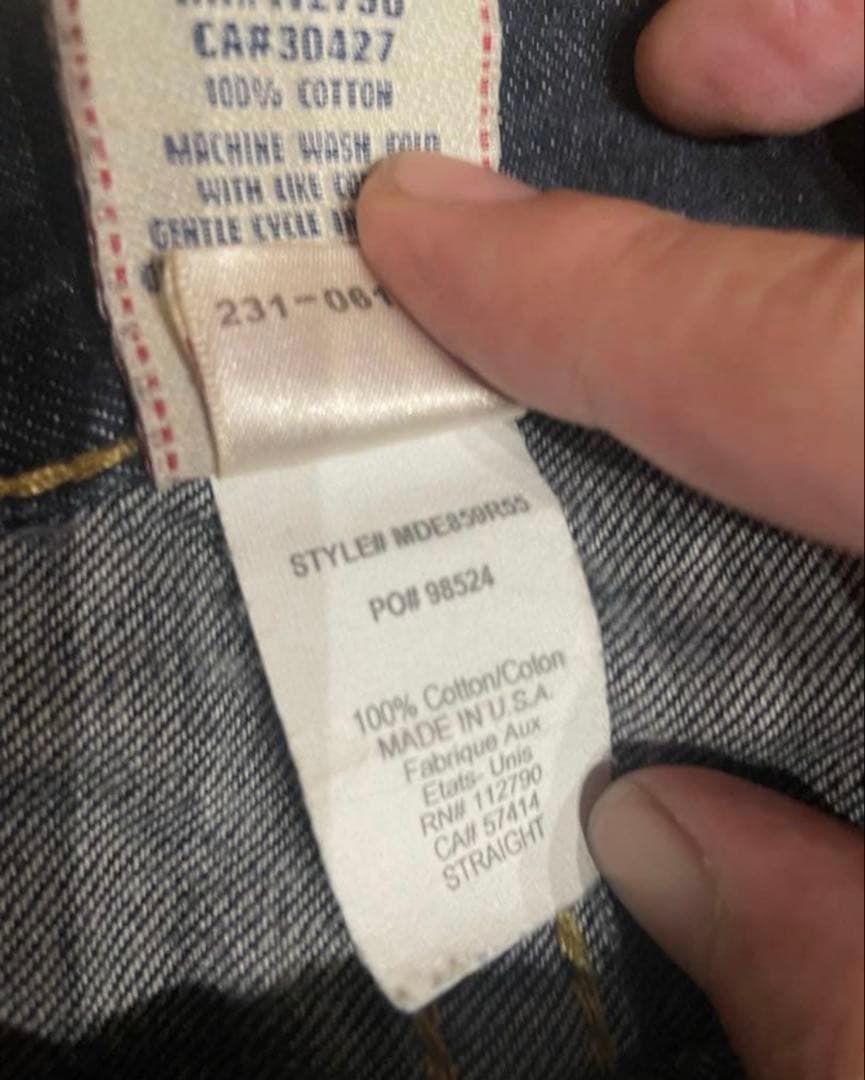 CA#30427
100% COTTON
MACHINE WASH COLD
WITH LIKE
GENTLE CYCLE
231-061
STYLE# MDE859R55
PO# 98524
100% Cotton/Coton
MADE IN U.S.A.
Fabrique Aux
Etats- Unis
RN# 112790
CA# 57414
STRAIGHT